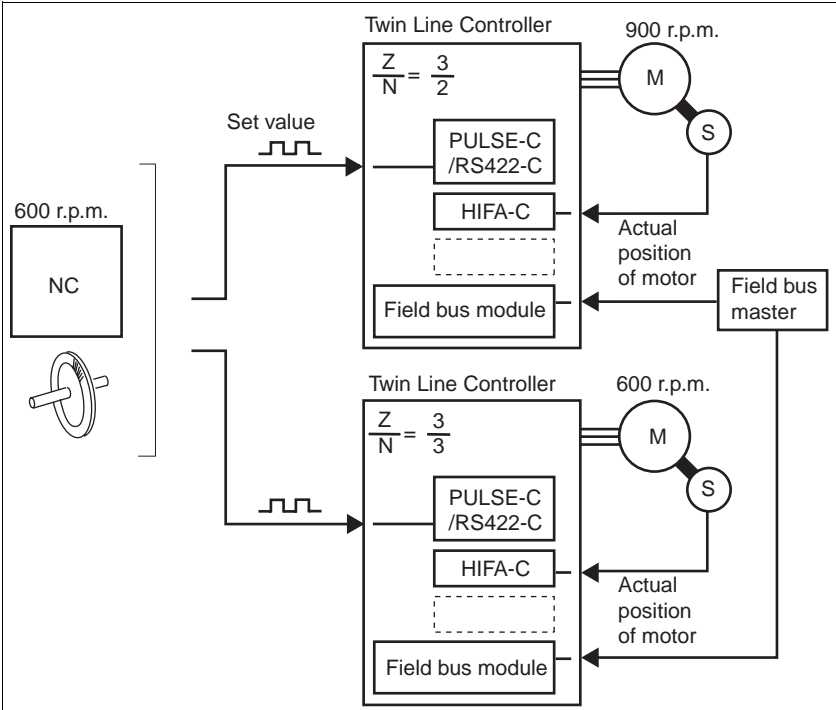 Twin Line Controller
900 r.p.m.
Z/N = 3/2
M
S
Set value
PULSE-C
/RS422-C
HIFA-C
Actual
position
of motor
Field bus module
Field bus
master
600 r.p.m.
NC
Twin Line Controller
600 r.p.m.
Z/N = 3/3
M
S
PULSE-C
/RS422-C
HIFA-C
Actual
position
of motor
Field bus module